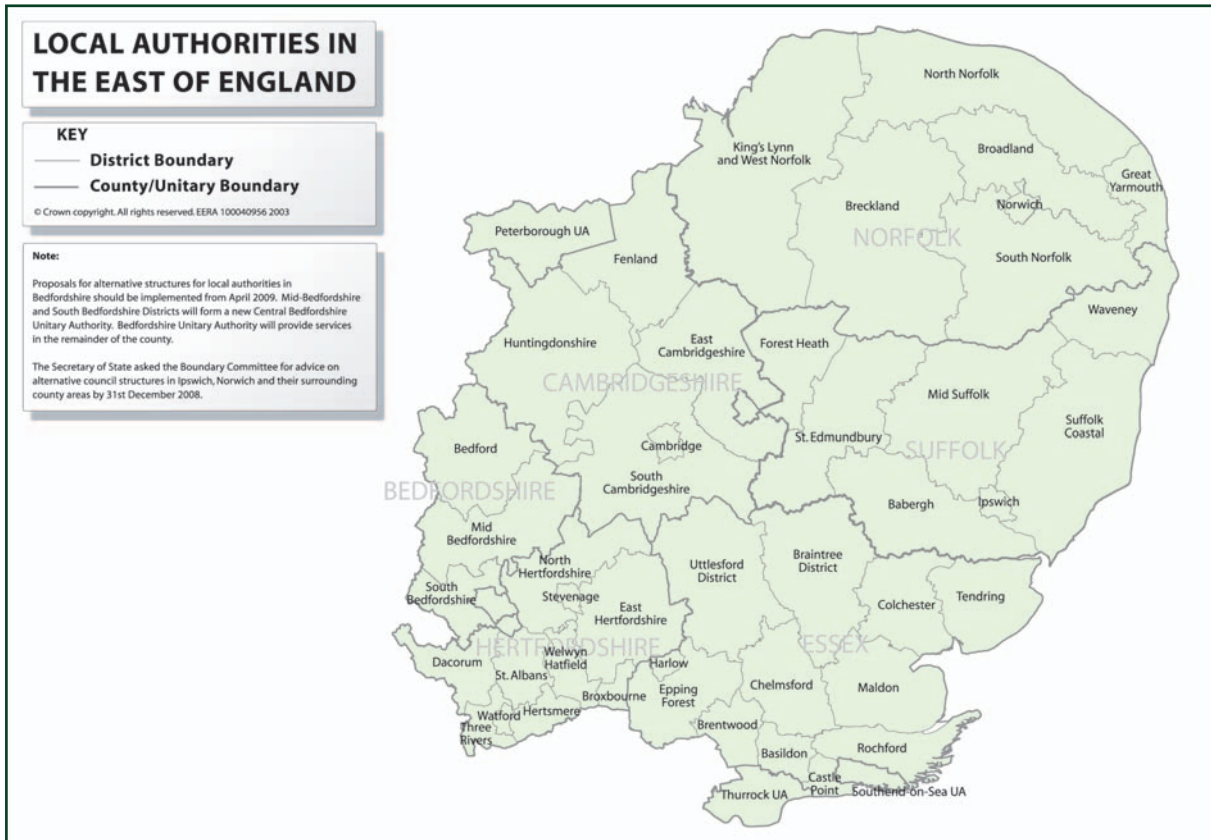 LOCAL AUTHORITIES IN
THE EAST OF ENGLAND
KEY
District Boundary
County/Unitary Boundary
© Crown copyright. All rights reserved. EERA 100040956 2003
Note:
Proposals for alternative structures for local authorities in
Bedfordshire should be implemented from April 2009. Mid-Bedfordshire
and South Bedfordshire Districts will form a new Central Bedfordshire
Unitary Authority. Bedfordshire Unitary Authority will provide services
in the remainder of the county.
The Secretary of State asked the Boundary Committee for advice on
alternative council structures in Ipswich, Norwich and their surrounding
county areas by 31st December 2008.
North Norfolk
King's Lynn
and West Norfolk
Broadland
Great
Yarmouth
Breckland
Norwich
NORFOLK
South Norfolk
Peterborough UA
Fenland
Waveney
Huntingdonshire
East
Cambridgeshire
Forest Heath
CAMBRIDGESHIRE
Mid Suffolk
Suffolk
Coastal
Bedford
Cambridge
St. Edmundbury
SUFFOLK
BEDFORDSHIRE
South
Cambridgeshire
Babergh
Ipswich
Mid
Bedfordshire
North
Hertfordshire
Uttlesford
District
Braintree
District
South
Bedfordshire
Stevenage
East
Hertfordshire
Colchester
Tendring
HERTFORDSHIRE
ESSEX
Dacorum
Welwyn
Hatfield
St. Albans
Harlow
Broxbourne
Epping
Forest
Chelmsford
Maldon
Watford
Hertsmere
Three
Rivers
Brentwood
Basildon
Rochford
Castle
Point
Thurrock UA
Southend-on-Sea UA